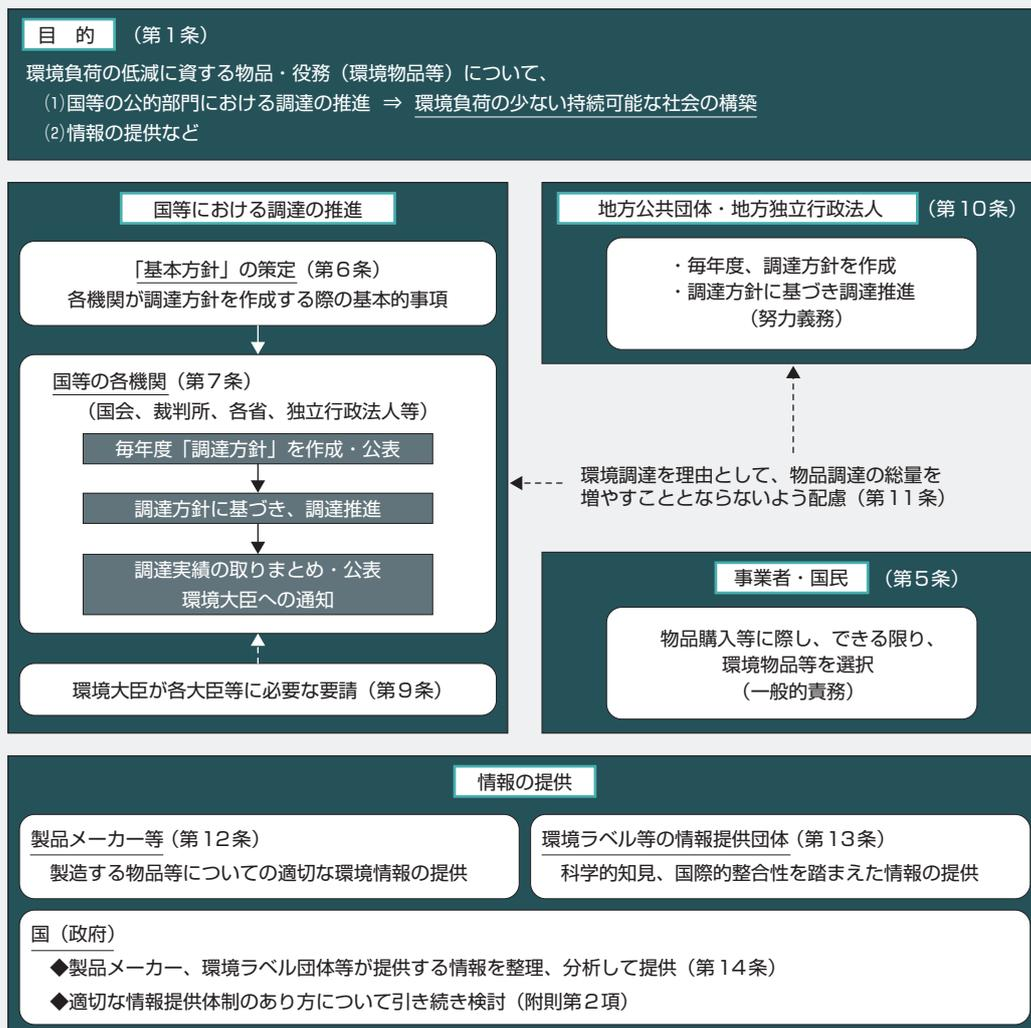 目　的　（第１条）
環境負荷の低減に資する物品・役務（環境物品等）について、
⑴国等の公的部門における調達の推進　⇒　環境負荷の少ない持続可能な社会の構築
⑵情報の提供など
国等における調達の推進
「基本方針」の策定（第６条）
各機関が調達方針を作成する際の基本的事項
国等の各機関（第７条）
（国会、裁判所、各省、独立行政法人等）
毎年度「調達方針」を作成・公表
調達方針に基づき、調達推進
調達実績の取りまとめ・公表
環境大臣への通知
環境大臣が各大臣等に必要な要請（第９条）
地方公共団体・地方独立行政法人　（第１０条）
・毎年度、調達方針を作成
・調達方針に基づき調達推進
（努力義務）
環境調達を理由として、物品調達の総量を
増やすこととならないよう配慮（第１１条）
事業者・国民　（第５条）
物品購入等に際し、できる限り、
環境物品等を選択
（一般的責務）
情報の提供
製品メーカー等（第１２条）
製造する物品等についての適切な環境情報の提供
環境ラベル等の情報提供団体（第１３条）
科学的知見、国際的整合性を踏まえた情報の提供
国（政府）
◆製品メーカー、環境ラベル団体等が提供する情報を整理、分析して提供（第１４条）
◆適切な情報提供体制のあり方について引き続き検討（附則第２項）